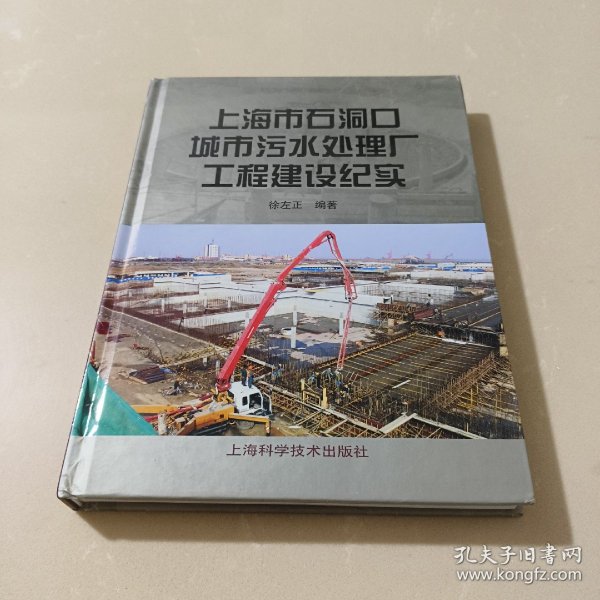 上海市石洞口
城市污水处理厂
工程建设纪实
徐左正 编著
上海科学技术出版社
孔夫子旧书网
www.kongfz.com